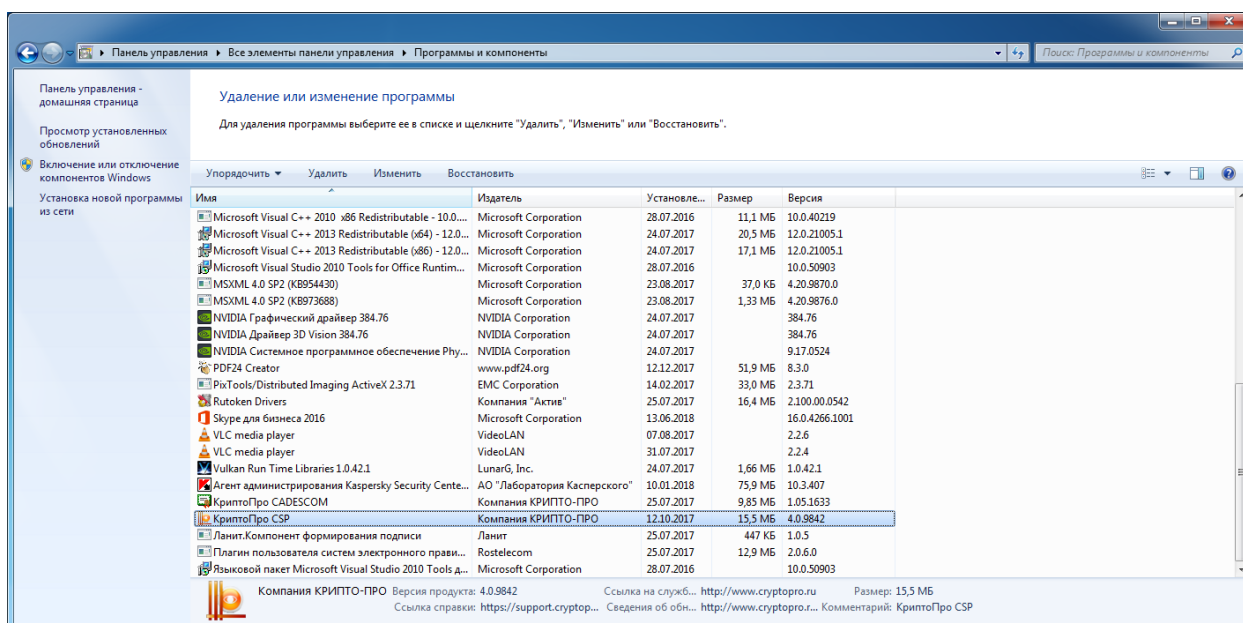 Панель управления ▸ Все элементы панели управления ▸ Программы и компоненты
Поиск: Программы и компоненты
Панель управления - домашняя страница
Просмотр установленных обновлений
Включение или отключение компонентов Windows
Установка новой программы из сети
Удаление или изменение программы
Для удаления программы выберите ее в списке и щелкните "Удалить", "Изменить" или "Восстановить".
Упорядочить Удалить Изменить Восстановить
Имя Издатель Установле... Размер Версия
Microsoft Visual C++ 2010 x86 Redistributable - 10.0.... Microsoft Corporation 28.07.2016 11,1 МБ 10.0.40219
Microsoft Visual C++ 2013 Redistributable (x64) - 12.0... Microsoft Corporation 24.07.2017 20,5 МБ 12.0.21005.1
Microsoft Visual C++ 2013 Redistributable (x86) - 12.0... Microsoft Corporation 24.07.2017 17,1 МБ 12.0.21005.1
Microsoft Visual Studio 2010 Tools for Office Runtim... Microsoft Corporation 28.07.2016 10.0.50903
MSXML 4.0 SP2 (KB954430) Microsoft Corporation 23.08.2017 37,0 КБ 4.20.9870.0
MSXML 4.0 SP2 (KB973688) Microsoft Corporation 23.08.2017 1,33 МБ 4.20.9876.0
NVIDIA Графический драйвер 384.76 NVIDIA Corporation 24.07.2017 384.76
NVIDIA Драйвер 3D Vision 384.76 NVIDIA Corporation 24.07.2017 384.76
NVIDIA Системное программное обеспечение Phy... NVIDIA Corporation 24.07.2017 9.17.0524
PDF24 Creator www.pdf24.org 12.12.2017 51,9 МБ 8.3.0
PixTools/Distributed Imaging ActiveX 2.3.71 EMC Corporation 14.02.2017 33,0 МБ 2.3.71
Rutoken Drivers Компания "Актив" 25.07.2017 16,4 МБ 2.100.00.0542
Skype для бизнеса 2016 Microsoft Corporation 13.06.2018 16.0.4266.1001
VLC media player VideoLAN 07.08.2017 2.2.6
VLC media player VideoLAN 31.07.2017 2.2.4
Vulkan Run Time Libraries 1.0.42.1 LunarG, Inc. 24.07.2017 1,66 МБ 1.0.42.1
Агент администрирования Kaspersky Security Cente... АО "Лаборатория Касперского" 10.01.2018 75,9 МБ 10.3.407
КриптоПро CADESCOM Компания КРИПТО-ПРО 25.07.2017 9,85 МБ 1.05.1633
КриптоПро CSP Компания КРИПТО-ПРО 12.10.2017 15,5 МБ 4.0.9842
Ланит.Компонент формирования подписи Ланит 25.07.2017 447 КБ 1.0.5
Плагин пользователя систем электронного прави... Rostelecom 25.07.2017 12,9 МБ 2.0.6.0
Языковой пакет Microsoft Visual Studio 2010 Tools д... Microsoft Corporation 28.07.2016 10.0.50903
Компания КРИПТО-ПРО Версия продукта: 4.0.9842 Ссылка на служб... http://www.cryptopro.ru Размер: 15,5 МБ
Ссылка справки: https://support.cryptop... Сведения об обн... http://www.cryptopro.r... Комментарий: КриптоПро CSP